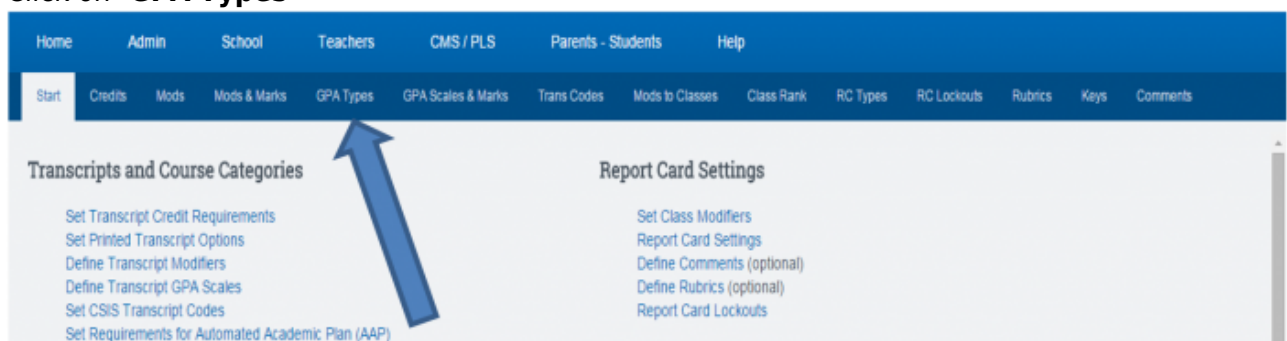 Click on "GPA Types"
Home Admin School Teachers CMS / PLS Parents - Students Help
Start Credits Mods Mods & Marks GPA Types GPA Scales & Marks Trans Codes Mods to Classes Class Rank RC Types RC Lockouts Rubrics Keys Comments
Transcripts and Course Categories
Set Transcript Credit Requirements
Set Printed Transcript Options
Define Transcript Modifiers
Define Transcript GPA Scales
Set CSIS Transcript Codes
Set Requirements for Automated Academic Plan (AAP)
Report Card Settings
Set Class Modifiers
Report Card Settings
Define Comments (optional)
Define Rubrics (optional)
Report Card Lockouts